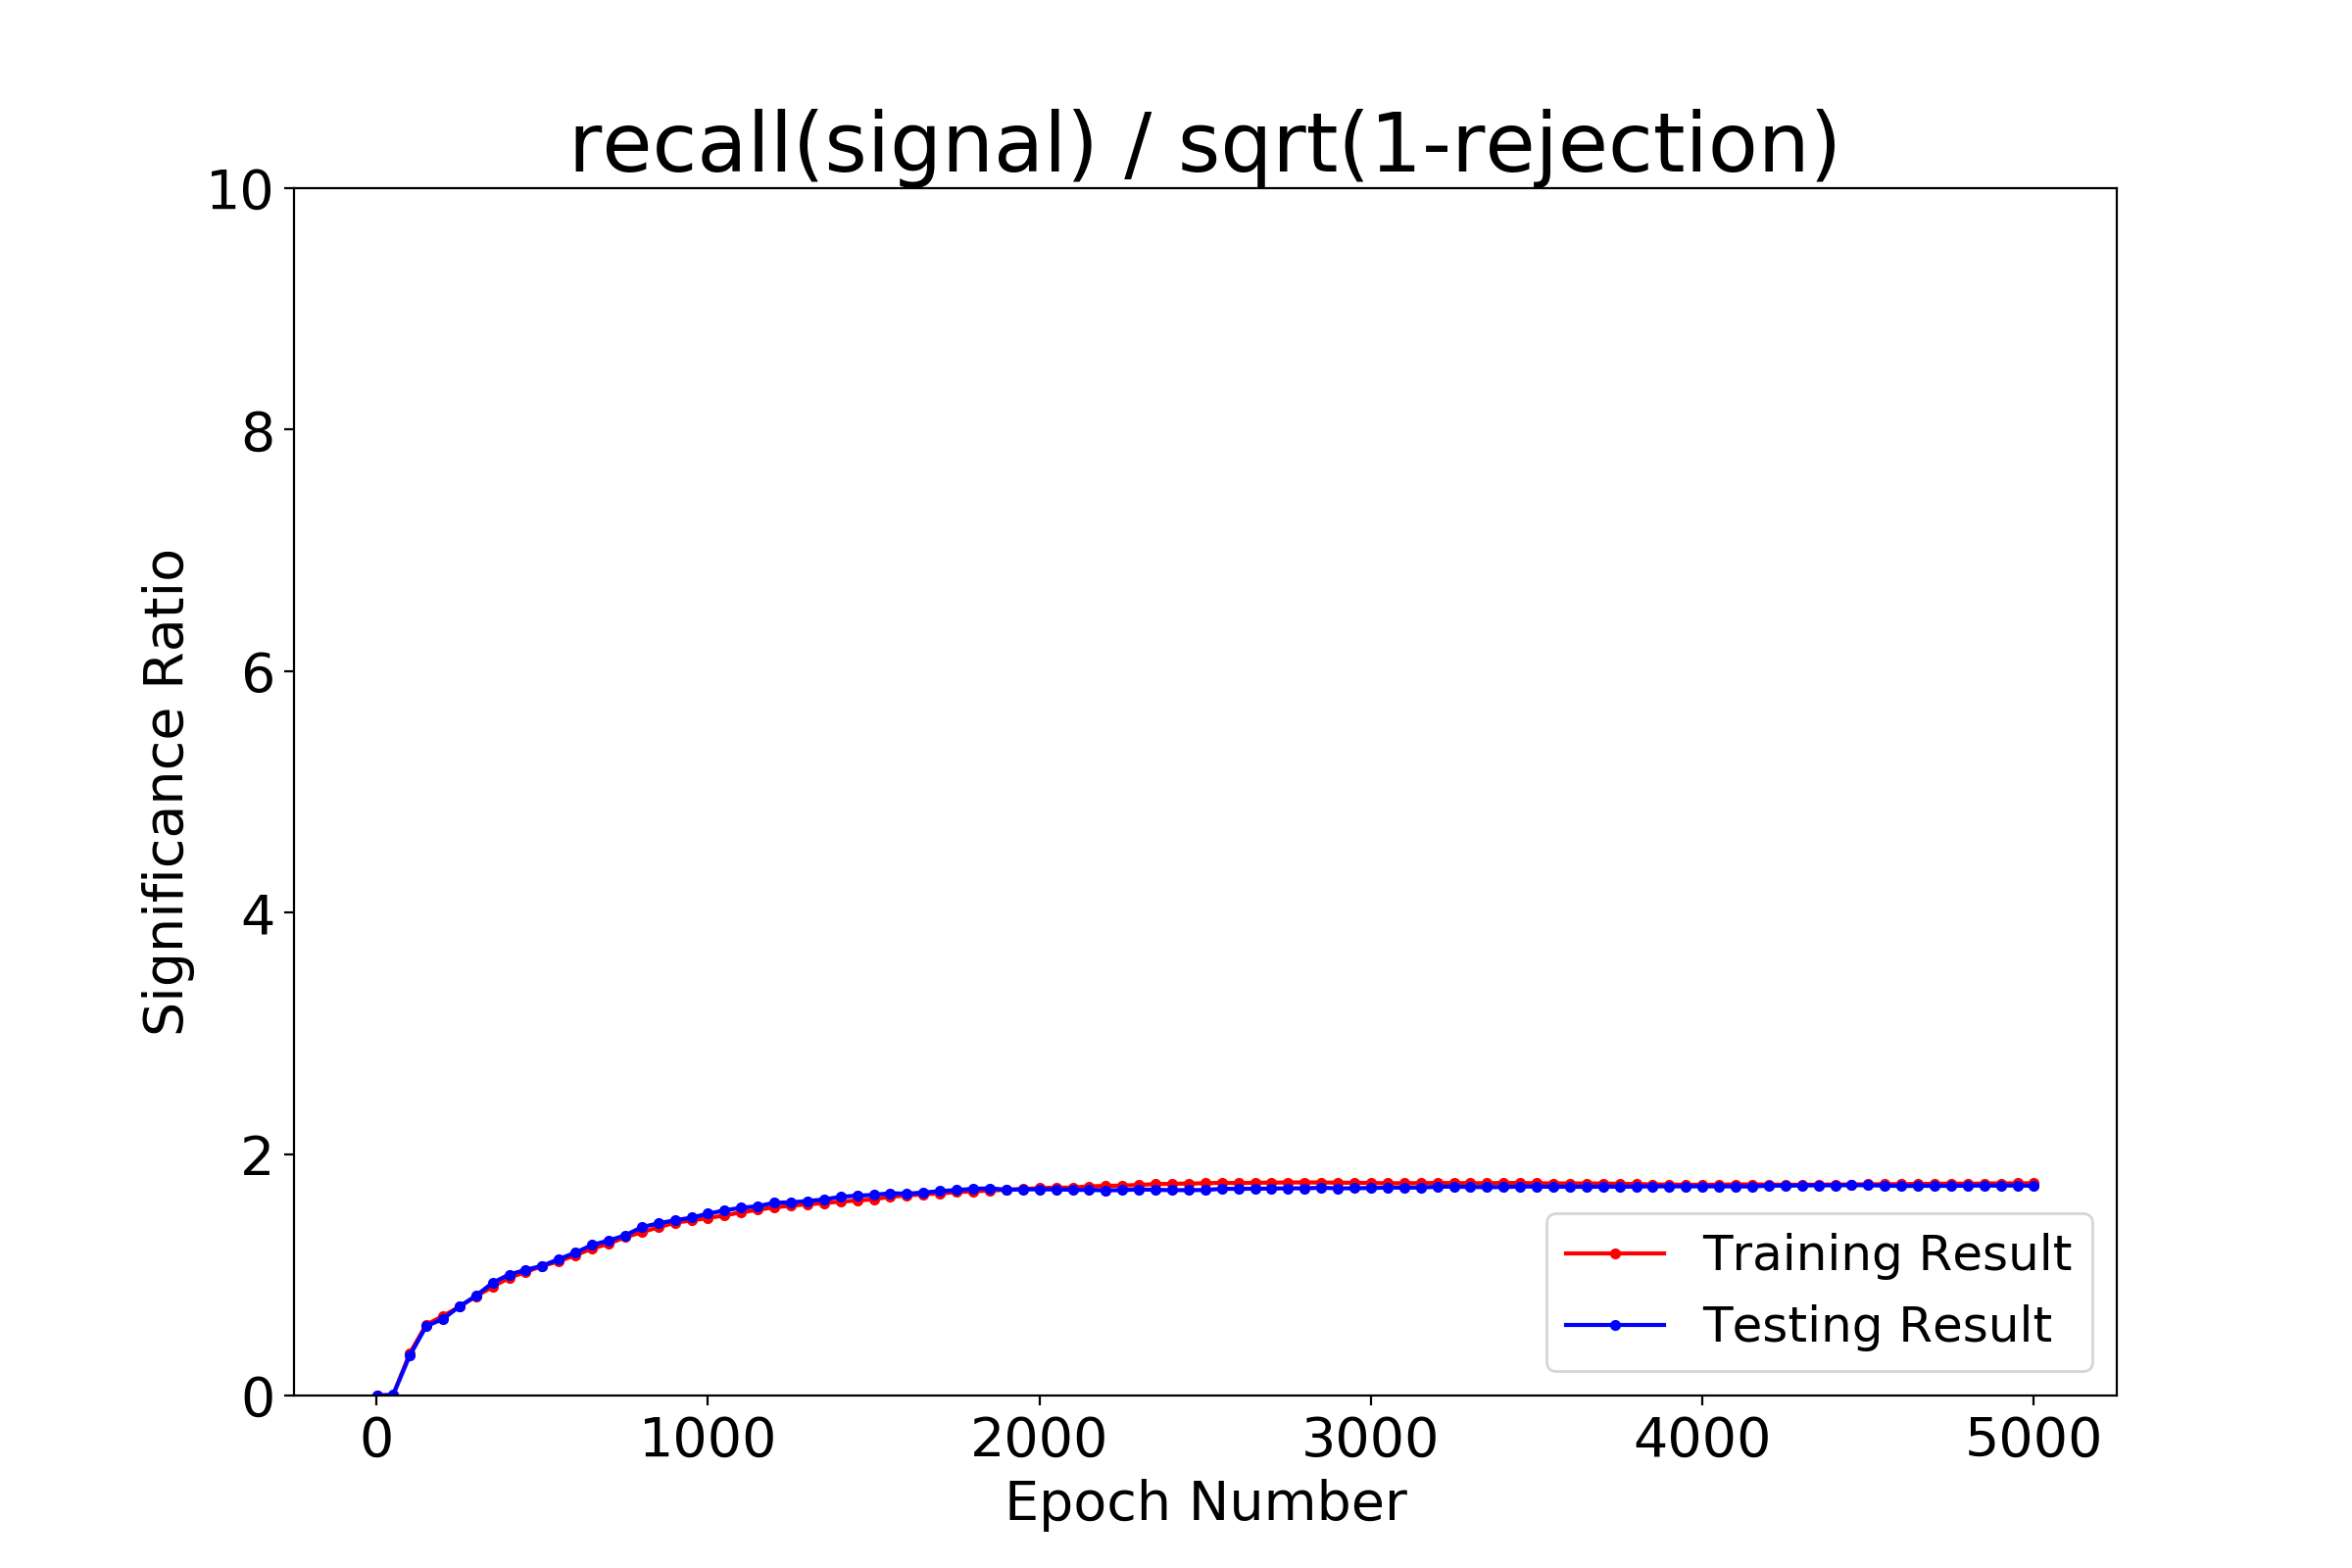 recall(signal) / sqrt(1-rejection)
10
8
6
4
2
0
Significance Ratio
0 1000 2000 3000 4000 5000
Epoch Number
Training Result
Testing Result